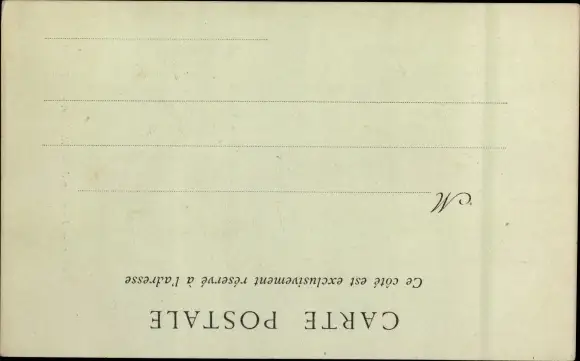 CARTE POSTALE
Ce côté est exclusivement réservé à l'adresse
M